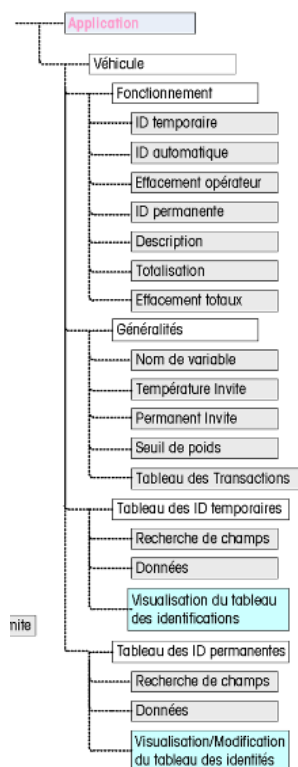 Application
Véhicule
Fonctionnement
ID temporaire
ID automatique
Effacement opérateur
ID permanente
Description
Totalisation
Effacement totaux
Généralités
Nom de variable
Température Invite
Permanent Invite
Seuil de poids
Tableau des Transactions
Tableau des ID temporaires
Recherche de champs
Données
Visualisation du tableau
des identifications
mite
Tableau des ID permanentes
Recherche de champs
Données
Visualisation/Modification
du tableau des identités